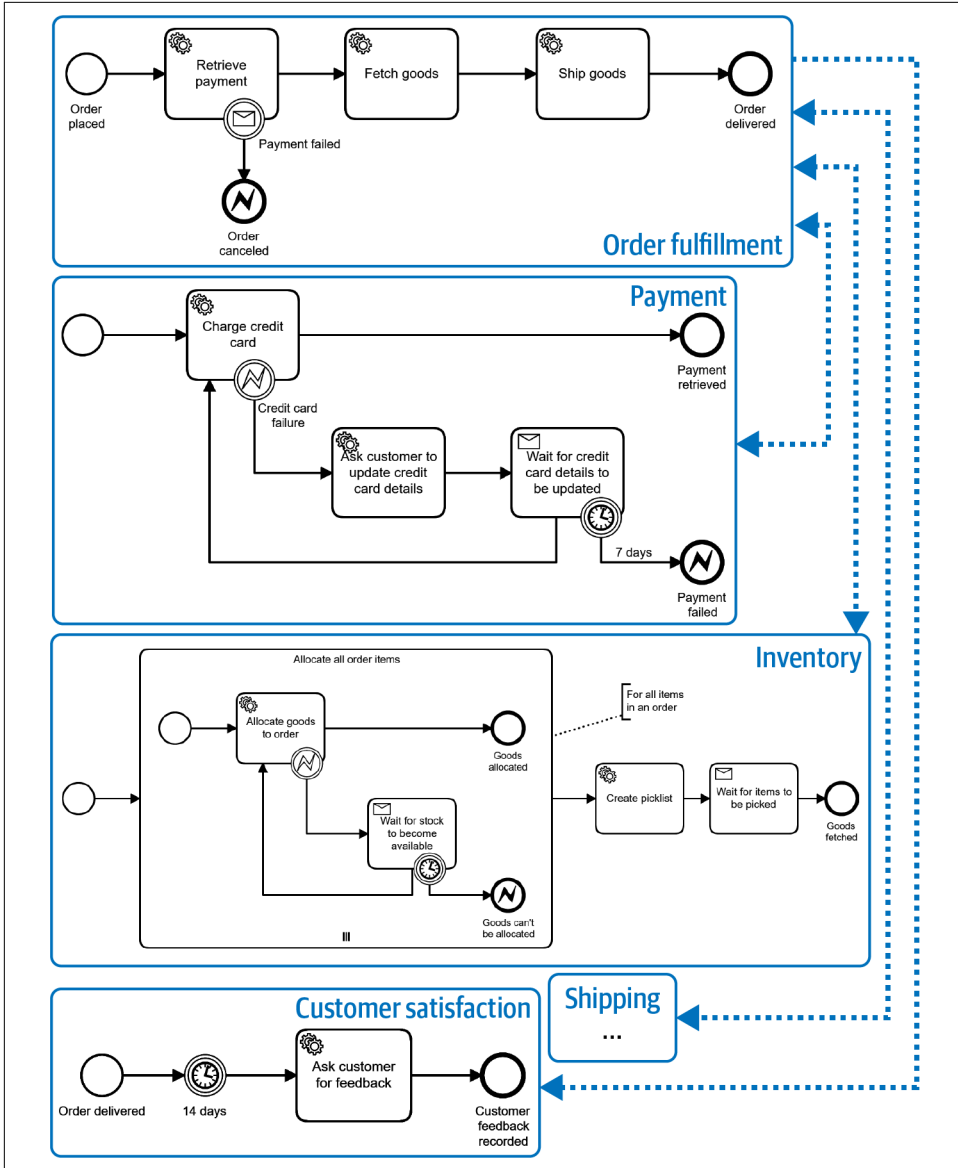 Retrieve
payment
Fetch goods
Ship goods
Order
placed
Payment failed
Order
delivered
Order
canceled
Order fulfillment
Payment
Charge credit
card
Payment
retrieved
Credit card
failure
Ask customer to
update credit
card details
Wait for credit
card details to
be updated
7 days
Payment
failed
Inventory
Allocate all order items
For all items
in an order
Allocate goods
to order
Goods
allocated
Create picklist
Wait for items to
be picked
Goods
fetched
Wait for stock
to become
available
Goods can't
be allocated
Customer satisfaction
Shipping
...
Ask customer
for feedback
Order delivered
14 days
Customer
feedback
recorded